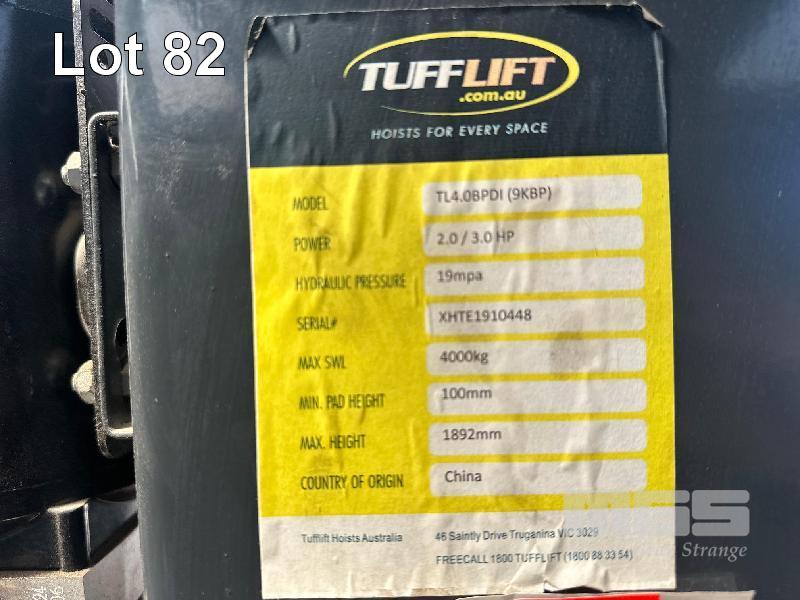 Lot 82
TUFFLIFT
.com.au
HOISTS FOR EVERY SPACE
MODEL TL4.0BPDI (9KBP)
POWER 2.0 / 3.0 HP
HYDRAULIC PRESSURE 19mpa
SERIAL# XHTE1910448
MAX SWL 4000kg
MIN. PAD HEIGHT 100mm
MAX. HEIGHT 1892mm
COUNTRY OF ORIGIN China
Tufflift Hoists Australia 46 Saintly Drive Truganina VIC 3029
FREECALL 1800 TUFFLIFT (1800 88 33 54)
Strange